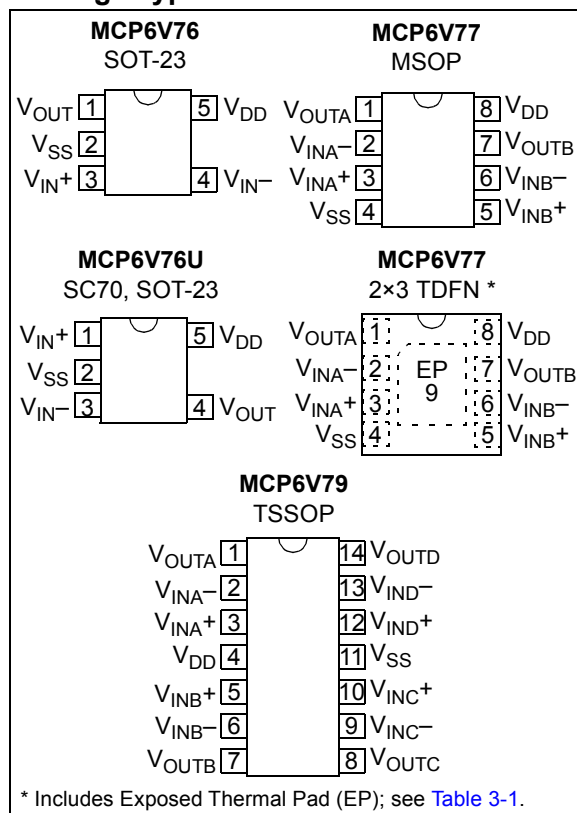 MCP6V76
SOT-23
VOUT 1
5 VDD
VSS 2
VIN+ 3
4 VIN–
MCP6V77
MSOP
VOUTA 1
8 VDD
VINA– 2
7 VOUTB
VINA+ 3
6 VINB–
VSS 4
5 VINB+
MCP6V76U
SC70, SOT-23
VIN+ 1
5 VDD
VSS 2
VIN– 3
4 VOUT
MCP6V77
2×3 TDFN *
VOUTA 1
8 VDD
VINA– 2
EP
9
7 VOUTB
VINA+ 3
6 VINB–
VSS 4
5 VINB+
MCP6V79
TSSOP
VOUTA 1
14 VOUTD
VINA– 2
13 VIND–
VINA+ 3
12 VIND+
VDD 4
11 VSS
VINB+ 5
10 VINC+
VINB– 6
9 VINC–
VOUTB 7
8 VOUTC
* Includes Exposed Thermal Pad (EP); see Table 3-1.